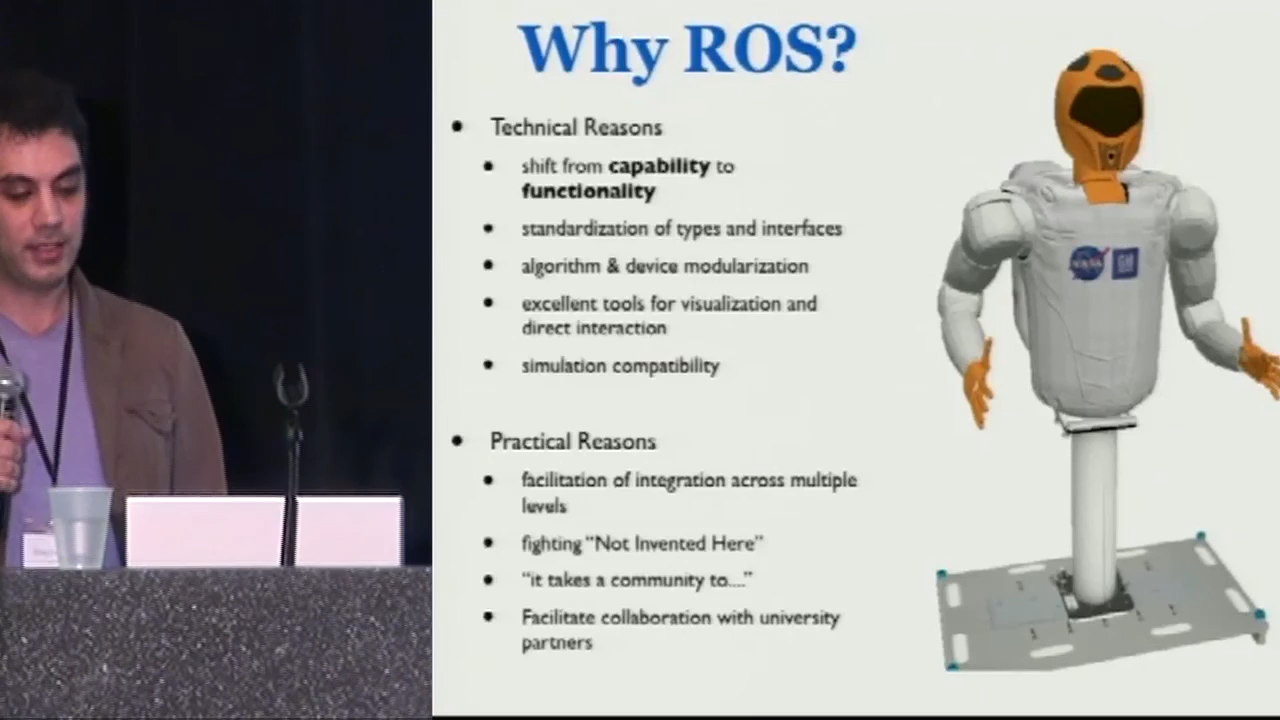 Why ROS?
• Technical Reasons
• shift from capability to
functionality
• standardization of types and interfaces
• algorithm & device modularization
• excellent tools for visualization and
direct interaction
• simulation compatibility
NASA GM
• Practical Reasons
• facilitation of integration across multiple
levels
• fighting “Not Invented Here”
• “it takes a community to....”
• Facilitate collaboration with university
partners